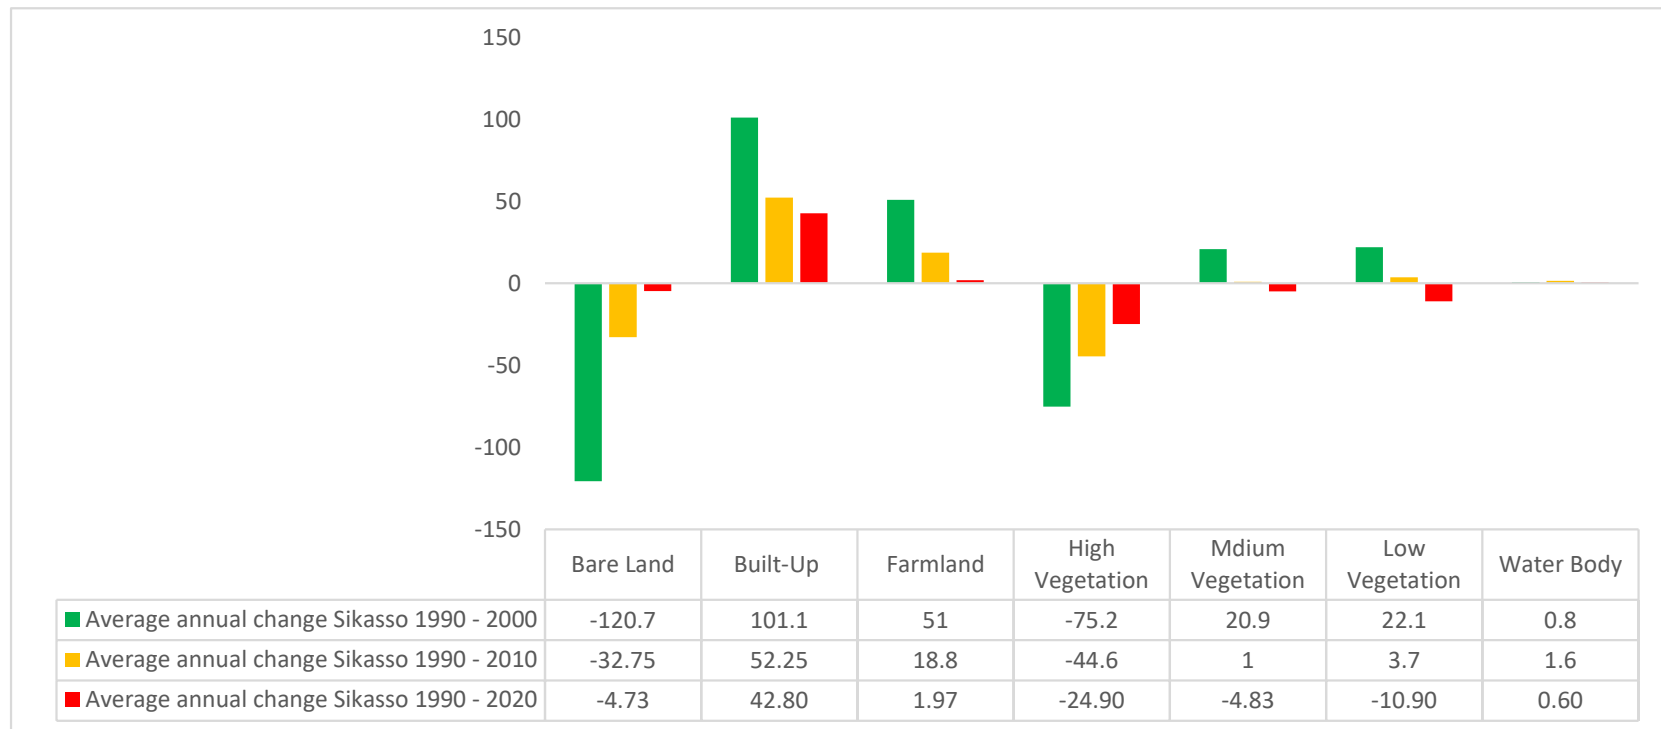 150
100
50
0
-50
-100
-150
Bare Land Built-Up Farmland High Vegetation Mdium Vegetation Low Vegetation Water Body
Average annual change Sikasso 1990 - 2000 -120.7 101.1 51 -75.2 20.9 22.1 0.8
Average annual change Sikasso 1990 - 2010 -32.75 52.25 18.8 -44.6 1 3.7 1.6
Average annual change Sikasso 1990 - 2020 -4.73 42.80 1.97 -24.90 -4.83 -10.90 0.60